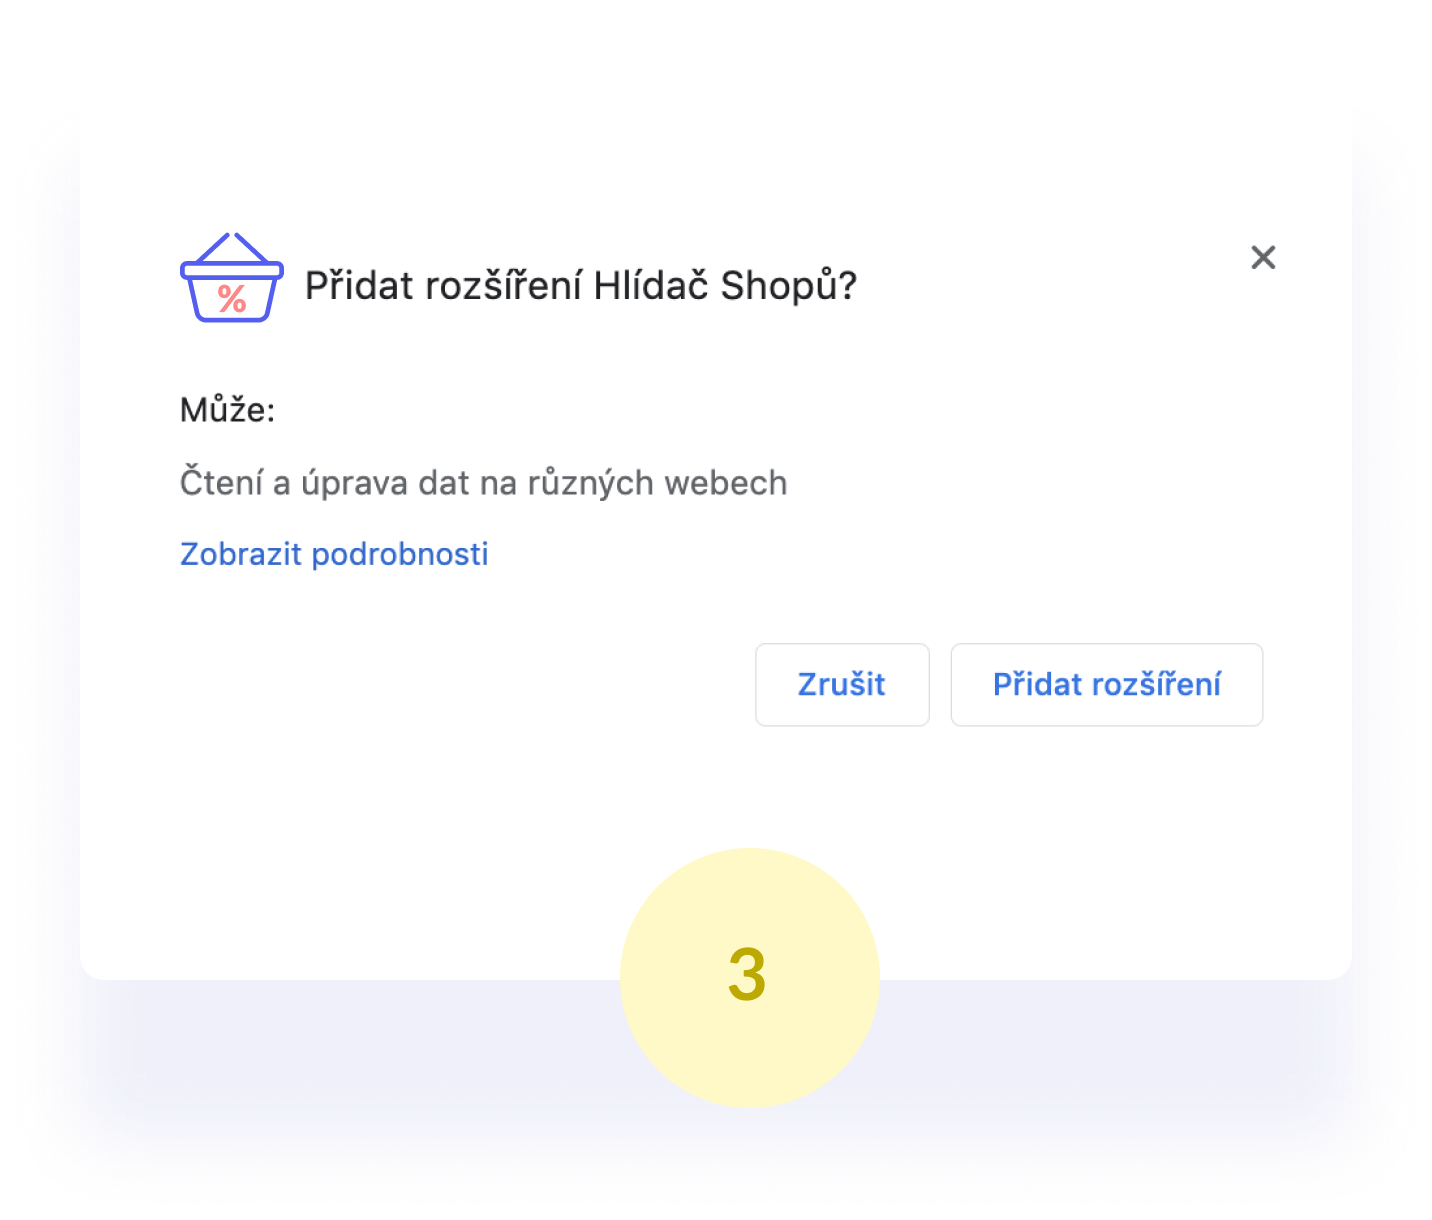 %
Přidat rozšíření Hlídač Shopů?
Může:
Čtení a úprava dat na různých webech
Zobrazit podrobnosti
Zrušit
Přidat rozšíření
3